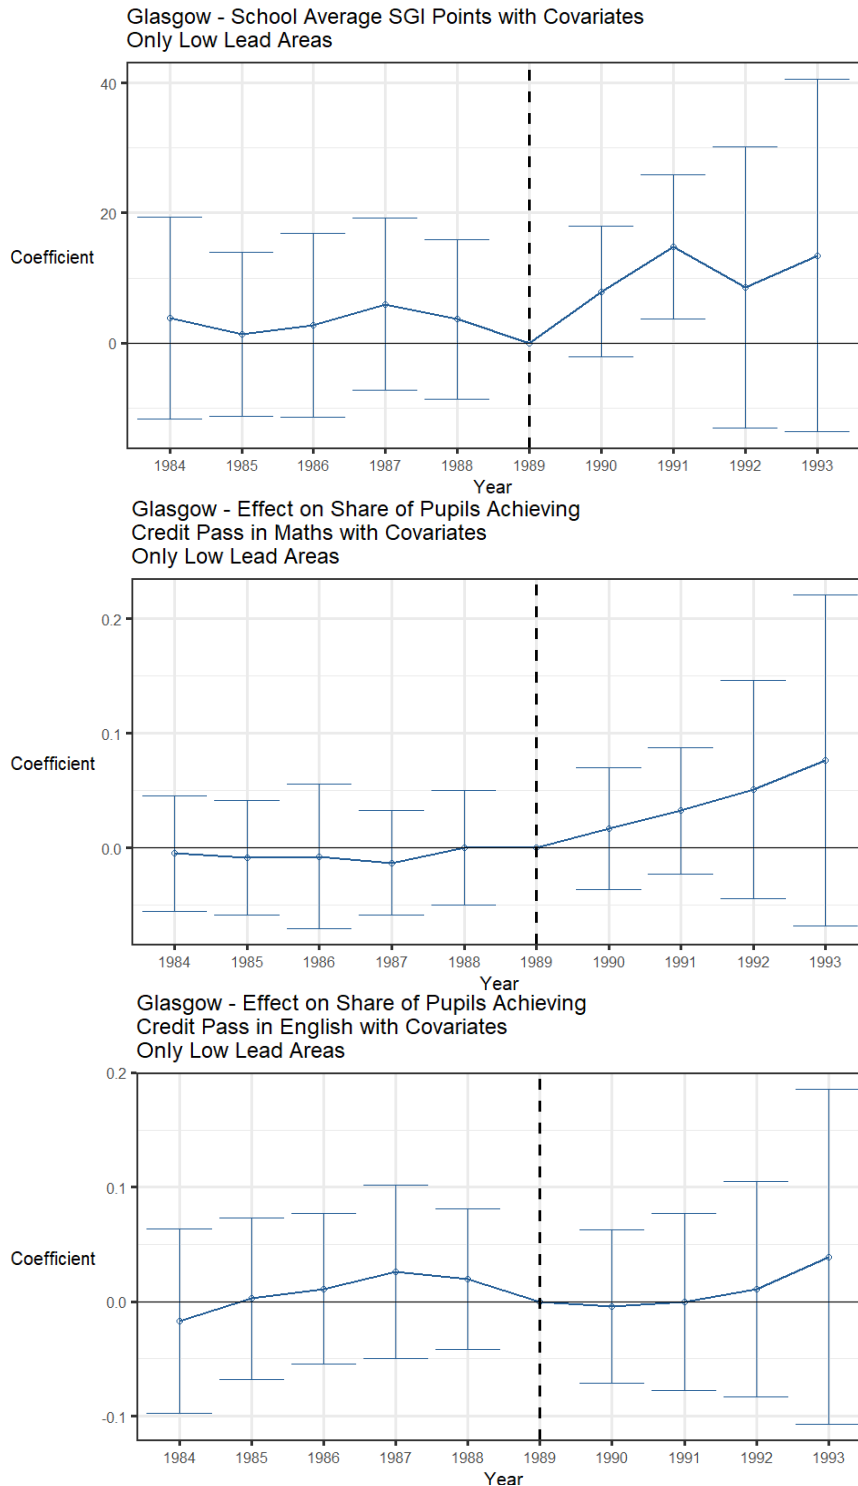 Glasgow - School Average SGI Points with Covariates
Only Low Lead Areas
40
20
Coefficient
0
1984 1985 1986 1987 1988 1989 1990 1991 1992 1993
Year
Glasgow - Effect on Share of Pupils Achieving
Credit Pass in Maths with Covariates
Only Low Lead Areas
0.2
0.1
Coefficient
0.0
1984 1985 1986 1987 1988 1989 1990 1991 1992 1993
Year
Glasgow - Effect on Share of Pupils Achieving
Credit Pass in English with Covariates
Only Low Lead Areas
0.2
0.1
Coefficient
0.0
-0.1
1984 1985 1986 1987 1988 1989 1990 1991 1992 1993
Year